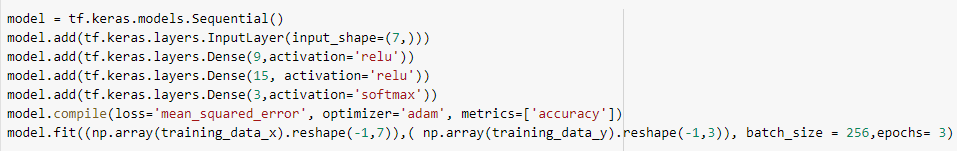 model = tf.keras.models.Sequential()
model.add(tf.keras.layers.InputLayer(input_shape=(7,)))
model.add(tf.keras.layers.Dense(9,activation='relu'))
model.add(tf.keras.layers.Dense(15, activation='relu'))
model.add(tf.keras.layers.Dense(3,activation='softmax'))
model.compile(loss='mean_squared_error', optimizer='adam', metrics=['accuracy'])
model.fit((np.array(training_data_x).reshape(-1,7)),( np.array(training_data_y).reshape(-1,3)), batch_size = 256,epochs= 3)